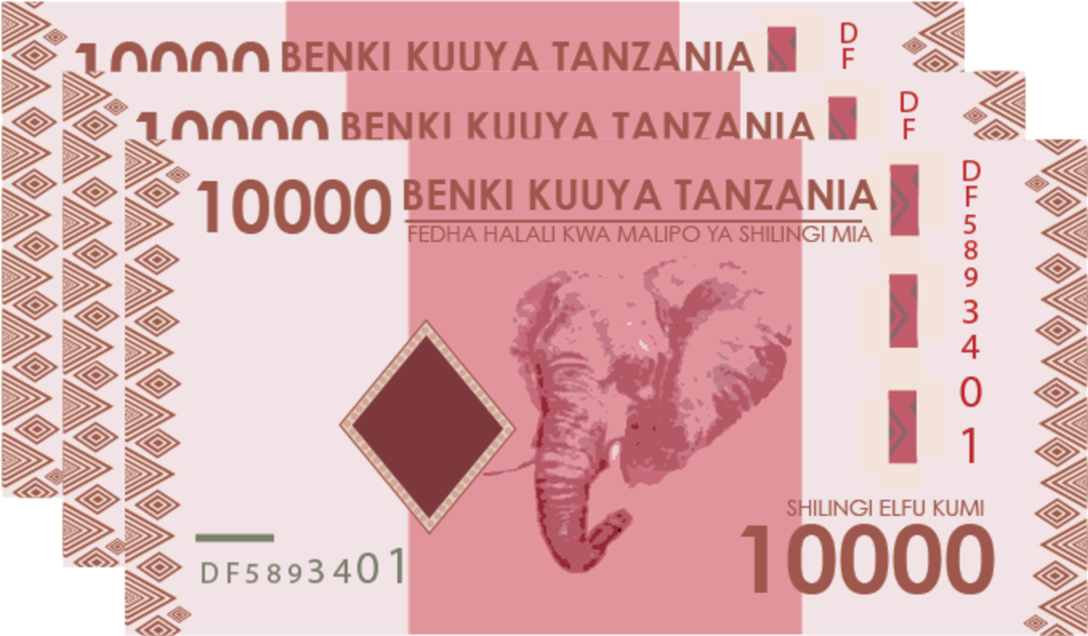 10000 BENKI KUUYA TANZANIA
DF
10000 BENKI KUUYA TANZANIA
DF
10000 BENKI KUUYA TANZANIA
FEDHA HALALI KWA MALIPO YA SHILINGI MIA
DF5893401
SHILINGI ELFU KUMI
10000
DF5893401